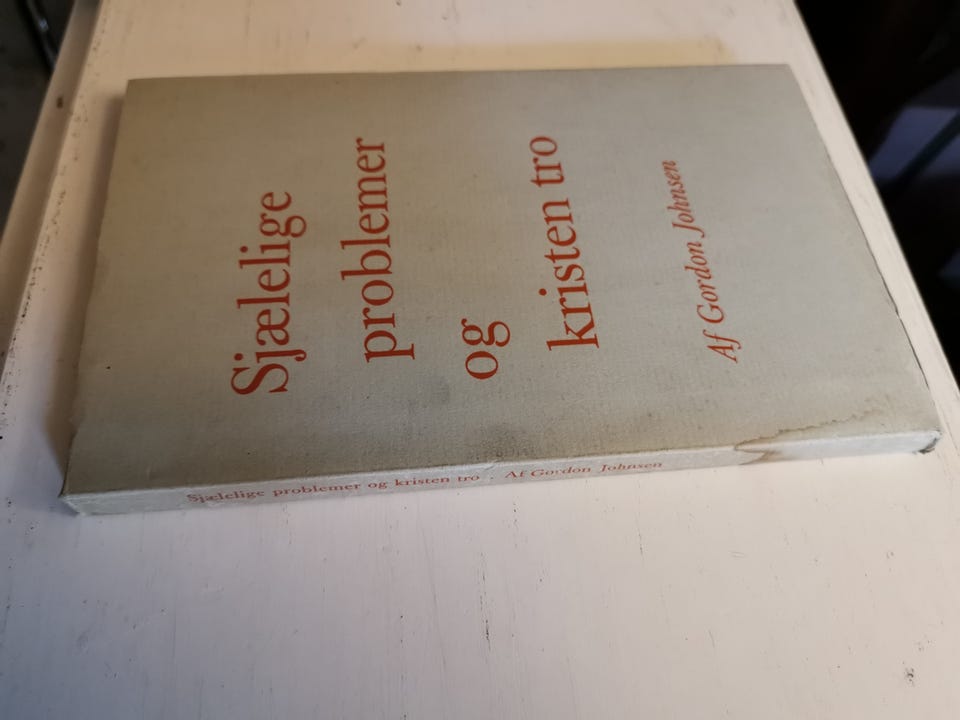 Sjælelige
problemer
og
kristen tro
Af Gordon Johnsen
Sjælelige problemer og kristen tro . Af Gordon Johnsen